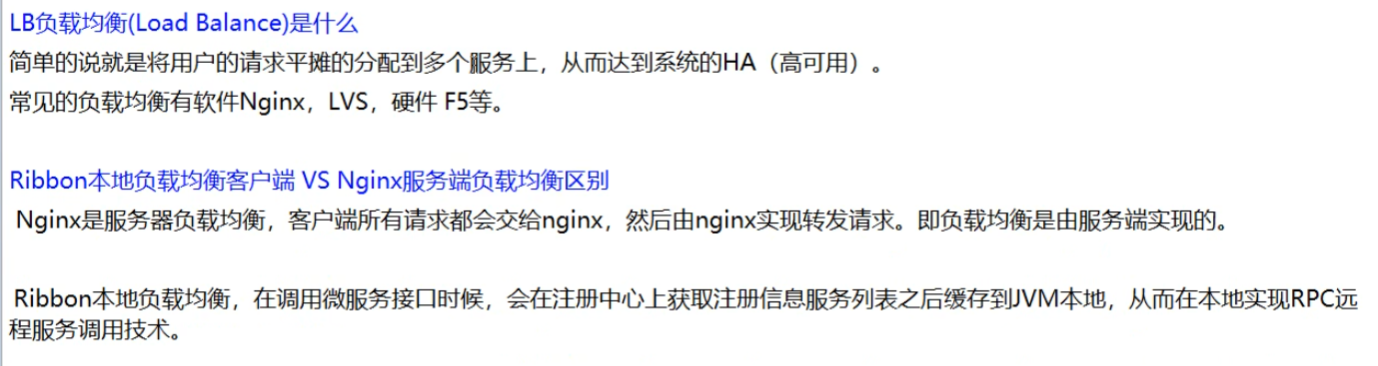 LB负载均衡(Load Balance)是什么
简单的说就是将用户的请求平摊的分配到多个服务上，从而达到系统的HA（高可用）。
常见的负载均衡有软件Nginx，LVS，硬件 F5等。
Ribbon本地负载均衡客户端 VS Nginx服务端负载均衡区别
Nginx是服务器负载均衡，客户端所有请求都会交给nginx，然后由nginx实现转发请求。即负载均衡是由服务端实现的。
Ribbon本地负载均衡，在调用微服务接口时候，会在注册中心上获取注册信息服务列表之后缓存到JVM本地，从而在本地实现RPC远
程服务调用技术。